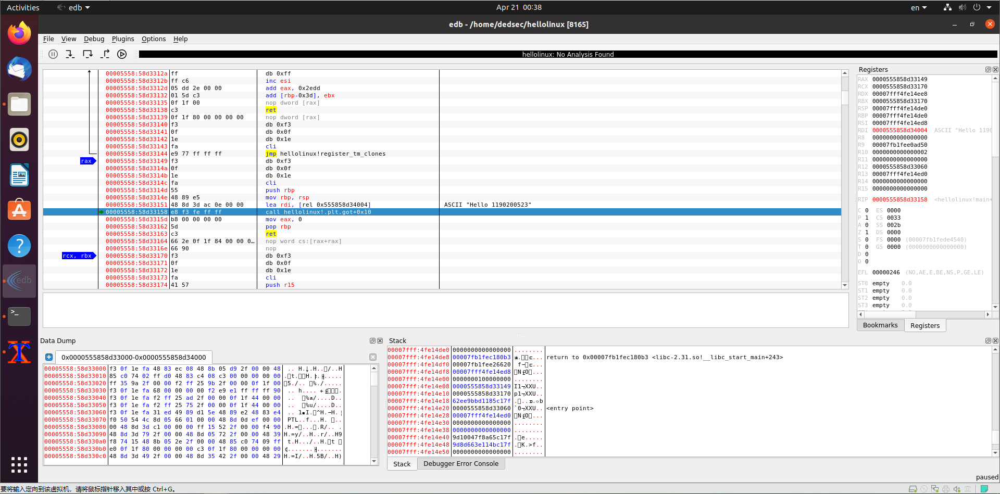 Activities
edb
Apr 21 00:38
en
edb - /home/dedsec/hellolinux [8165]
File View Debug Plugins Options Help
hellolinux: No Analysis Found
00005558:58d3312a ff db 0xff
00005558:58d3312b ff c6 inc esi
00005558:58d3312d 05 dd 2e 00 00 add eax, 0x2edd
00005558:58d33132 01 5d c3 add [rbp-0x3d], ebx
00005558:58d33135 0f 1f 00 nop dword [rax]
00005558:58d33138 c3 ret
00005558:58d33139 0f 1f 80 00 00 00 00 nop dword [rax]
00005558:58d33140 f3 db 0xf3
00005558:58d33141 0f db 0x0f
00005558:58d33142 1e db 0x1e
00005558:58d33143 fa cli
00005558:58d33144 e9 77 ff ff ff jmp hellolinux!register_tm_clones
rax 00005558:58d33149 f3 db 0xf3
00005558:58d3314a 0f db 0x0f
00005558:58d3314b 1e db 0x1e
00005558:58d3314c fa cli
00005558:58d3314d 55 push rbp
00005558:58d3314e 48 89 e5 mov rbp, rsp
00005558:58d33151 48 8d 3d ac 0e 00 00 lea rdi, [rel 0x555858d34004] ASCII "Hello 1190200523"
00005558:58d33158 e8 f3 fe ff ff call hellolinux!.plt.got+0x10
00005558:58d3315d b8 00 00 00 00 mov eax, 0
00005558:58d33162 5d pop rbp
00005558:58d33163 c3 ret
00005558:58d33164 66 2e 0f 1f 84 00 00 0… nop word cs:[rax+rax]
00005558:58d3316e 66 90 nop
rcx, rbx 00005558:58d33170 f3 db 0xf3
00005558:58d33171 0f db 0x0f
00005558:58d33172 1e db 0x1e
00005558:58d33173 fa cli
00005558:58d33174 41 57 push r15
Registers
RAX 0000555858d33149
RCX 0000555858d33170
RDX 00007fff4fe14ee8
RBX 0000555858d33170
RSP 00007fff4fe14de0
RBP 00007fff4fe14de0
RSI 00007fff4fe14ed8
RDI 0000555858d34004 ASCII "Hello 1190
R8 0000000000000000
R9 00007fb1fee0ad50
R10 0000000000000002
R11 0000000000000000
R12 0000555858d33060
R13 00007fff4fe14ed0
R14 0000000000000000
R15 0000000000000000
RIP 0000555858d33158 <hellolinux!main+
C 0 ES 0000
P 1 CS 0033
A 0 SS 002b
Z 1 DS 0000
S 0 FS 0000 (00007fb1fede4540)
T 0 GS 0000 (0000000000000000)
D 0
O 0
EFL 00000246 (NO,AE,E,BE,NS,P,GE,LE)
ST0 empty 0.0
ST1 empty 0.0
ST2 empty 0.0
ST3 empty 0.0
Bookmarks Registers
Data Dump
0x0000555858d33000-0x0000555858d34000
00005558:58d33000 f3 0f 1e fa 48 83 ec 08 48 8b 05 d9 2f 00 00 48
00005558:58d33010 85 c0 74 02 ff d0 48 83 c4 08 c3 00 00 00 00 00
00005558:58d33020 ff 35 9a 2f 00 00 f2 ff 25 9b 2f 00 00 0f 1f 00
00005558:58d33030 f3 0f 1e fa 68 00 00 00 00 f2 e9 e1 ff ff ff 90
00005558:58d33040 f3 0f 1e fa f2 ff 25 ad 2f 00 00 0f 1f 44 00 00
00005558:58d33050 f3 0f 1e fa f2 ff 25 75 2f 00 00 0f 1f 44 00 00
00005558:58d33060 f3 0f 1e fa 31 ed 49 89 d1 5e 48 89 e2 48 83 e4
00005558:58d33070 f0 50 54 4c 8d 05 66 01 00 00 48 8d 0d ef 00 00
00005558:58d33080 00 48 8d 3d c1 00 00 00 ff 15 52 2f 00 00 f4 90
00005558:58d33090 48 8d 3d 79 2f 00 00 48 8d 05 72 2f 00 00 48 39
00005558:58d330a0 f8 74 15 48 8b 05 2e 2f 00 00 48 85 c0 74 09 ff
00005558:58d330b0 e0 0f 1f 80 00 00 00 00 c3 0f 1f 80 00 00 00 00
00005558:58d330c0 48 8d 3d 49 2f 00 00 48 8d 35 42 2f 00 00 48 29 H.=I/..H.5B/..H)
Stack
00007fff:4fe14de0 0000000000000000 ........
00007fff:4fe14de8 00007fb1fec180b3 return to 0x00007fb1fec180b3 <libc-2.31.so!__libc_start_main+243>
00007fff:4fe14df0 00007fb1fee26620
00007fff:4fe14df8 00007fff4fe14ed8
00007fff:4fe14e00 0000000100000000 ........
00007fff:4fe14e08 0000555858d33149
00007fff:4fe14e10 0000555858d33170
00007fff:4fe14e18 62ee9bbd1185c17f
00007fff:4fe14e20 0000555858d33060 <entry point>
00007fff:4fe14e28 00007fff4fe14ed0
00007fff:4fe14e30 0000000000000000 ........
00007fff:4fe14e38 0000000000000000 ........
00007fff:4fe14e40 9d10047f8a65c17f
00007fff:4fe14e48 9d8d663e114bc17f
00007fff:4fe14e50 0000000000000000 ........
Stack Debugger Error Console
paused
要将输入定向到该虚拟机，请将鼠标指针移入其中或按 Ctrl+G。